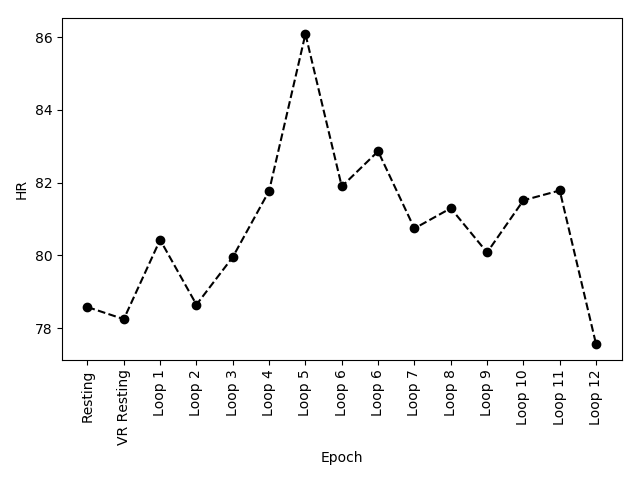 86
84
82
80
78
HR
Resting
VR Resting
Loop 1
Loop 2
Loop 3
Loop 4
Loop 5
Loop 6
Loop 6
Loop 7
Loop 8
Loop 9
Loop 10
Loop 11
Loop 12
Epoch